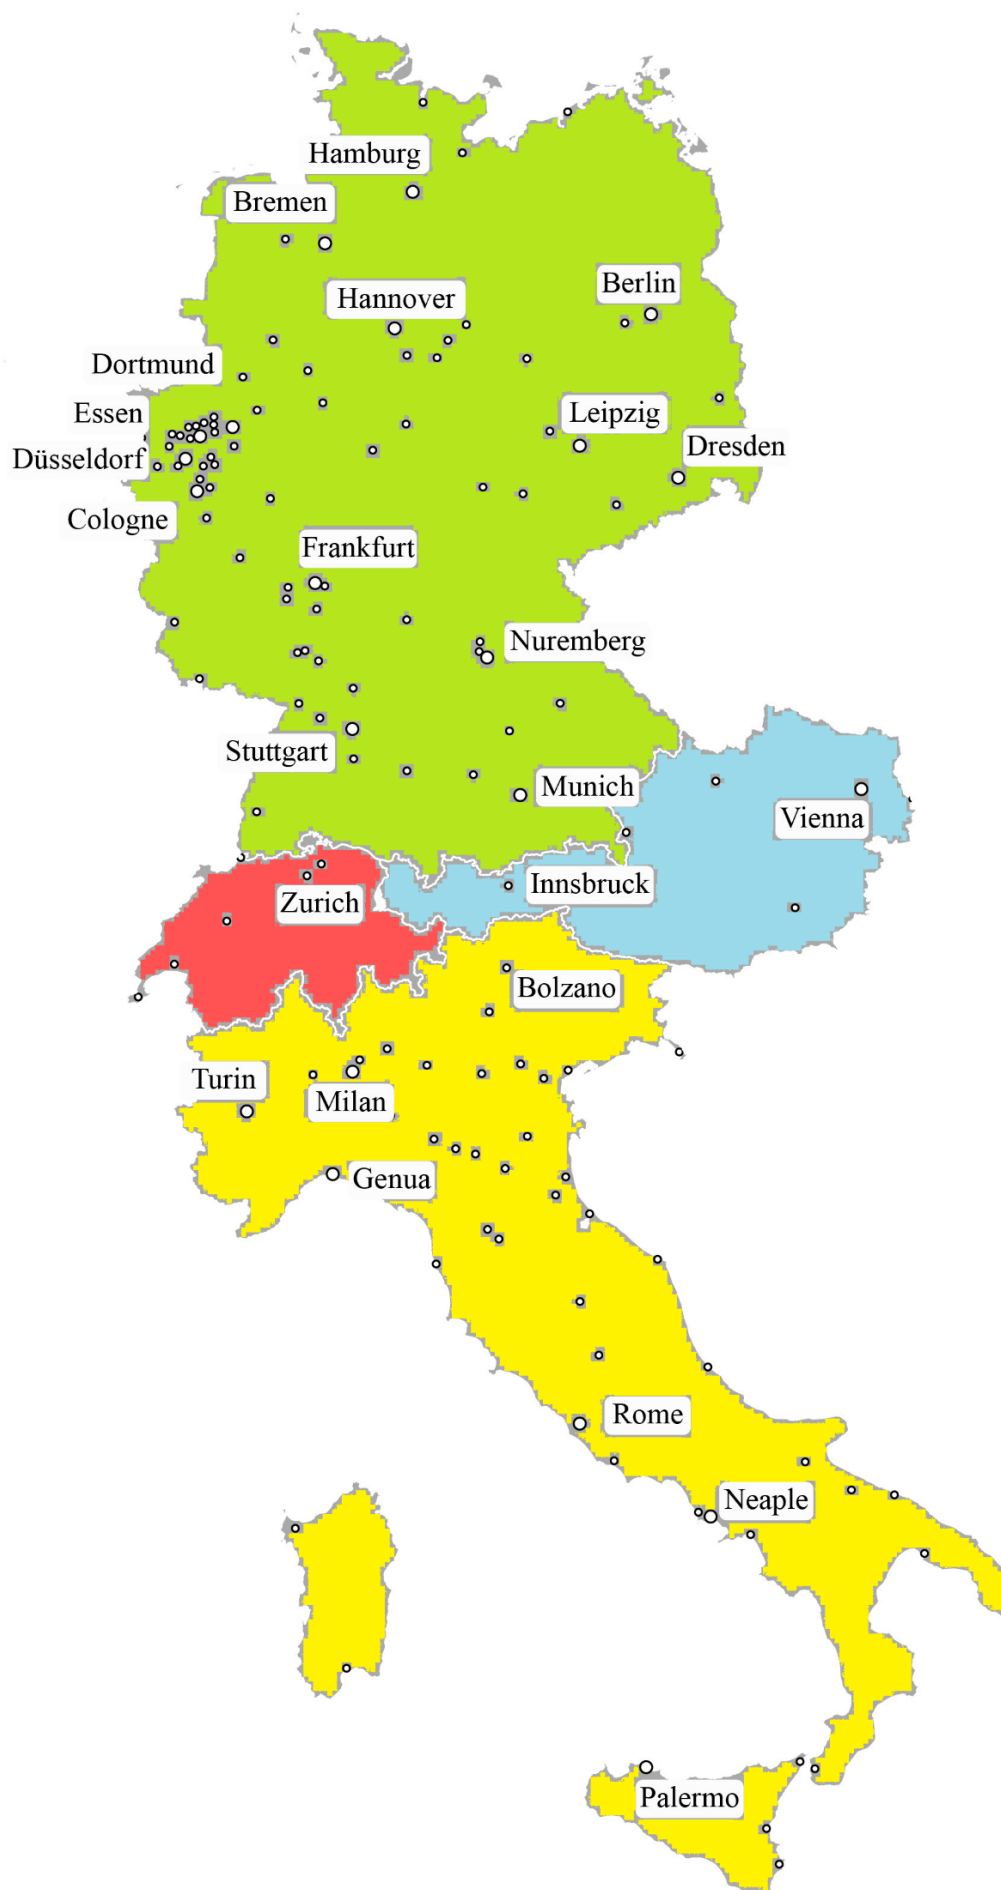 Hamburg
Bremen
Berlin
Hannover
Dortmund
Essen
Leipzig
Düsseldorf
Dresden
Cologne
Frankfurt
Nuremberg
Stuttgart
Munich
Vienna
Innsbruck
Zurich
Bolzano
Turin
Milan
Genua
Rome
Neaple
Palermo